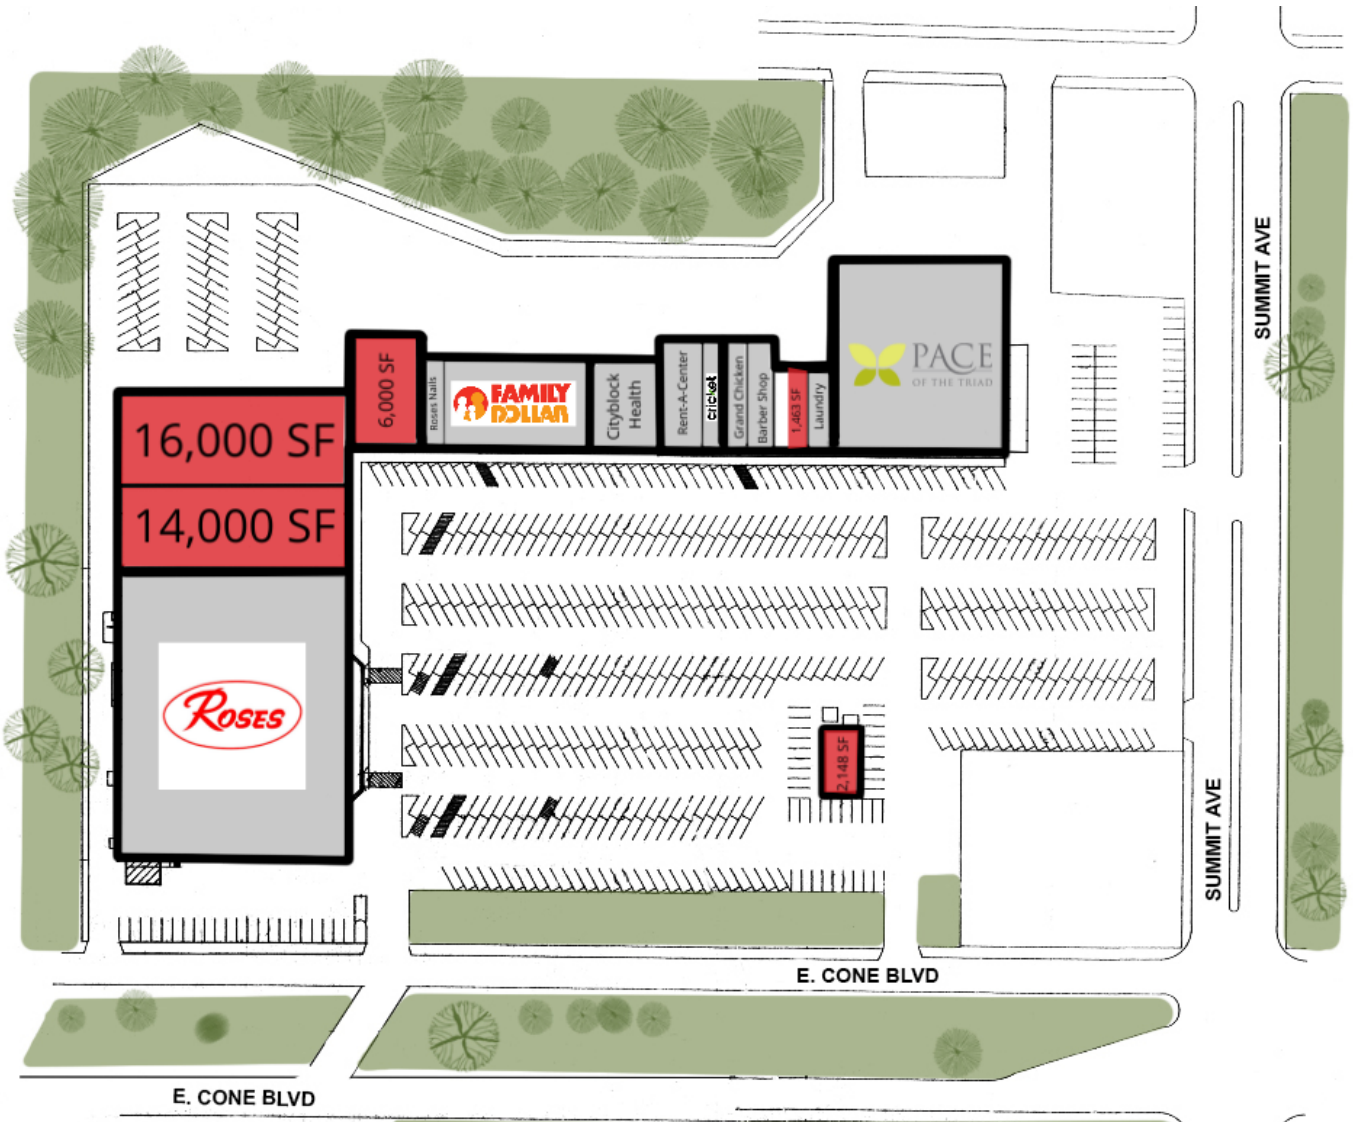 SUMMIT AVE
PACE
OF THE TRIAD
6,000 SF
Roses Nails
FAMILY
DOLLAR
Cityblock
Health
Rent-A-Center
cricket
Grand Chicken
Barber Shop
1,463 SF
Laundry
16,000 SF
14,000 SF
ROSES
2,148 SF
SUMMIT AVE
E. CONE BLVD
E. CONE BLVD